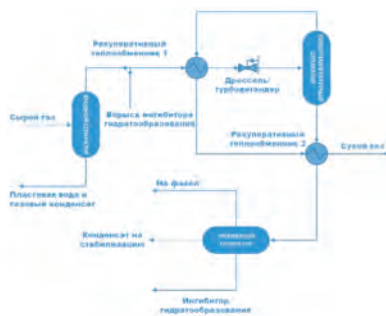 Рекуперативный
теплообменник 1
Дроссель/
турбодетандер
Сырой газ
Впрыск ингибитора
гидратообразования
Рекуперативный
теплообменник 2
Сухой газ
Пластовая вода и
газовый конденсат
На факел
Конденсат на
стабилизацию
Ингибитор
гидратообразования